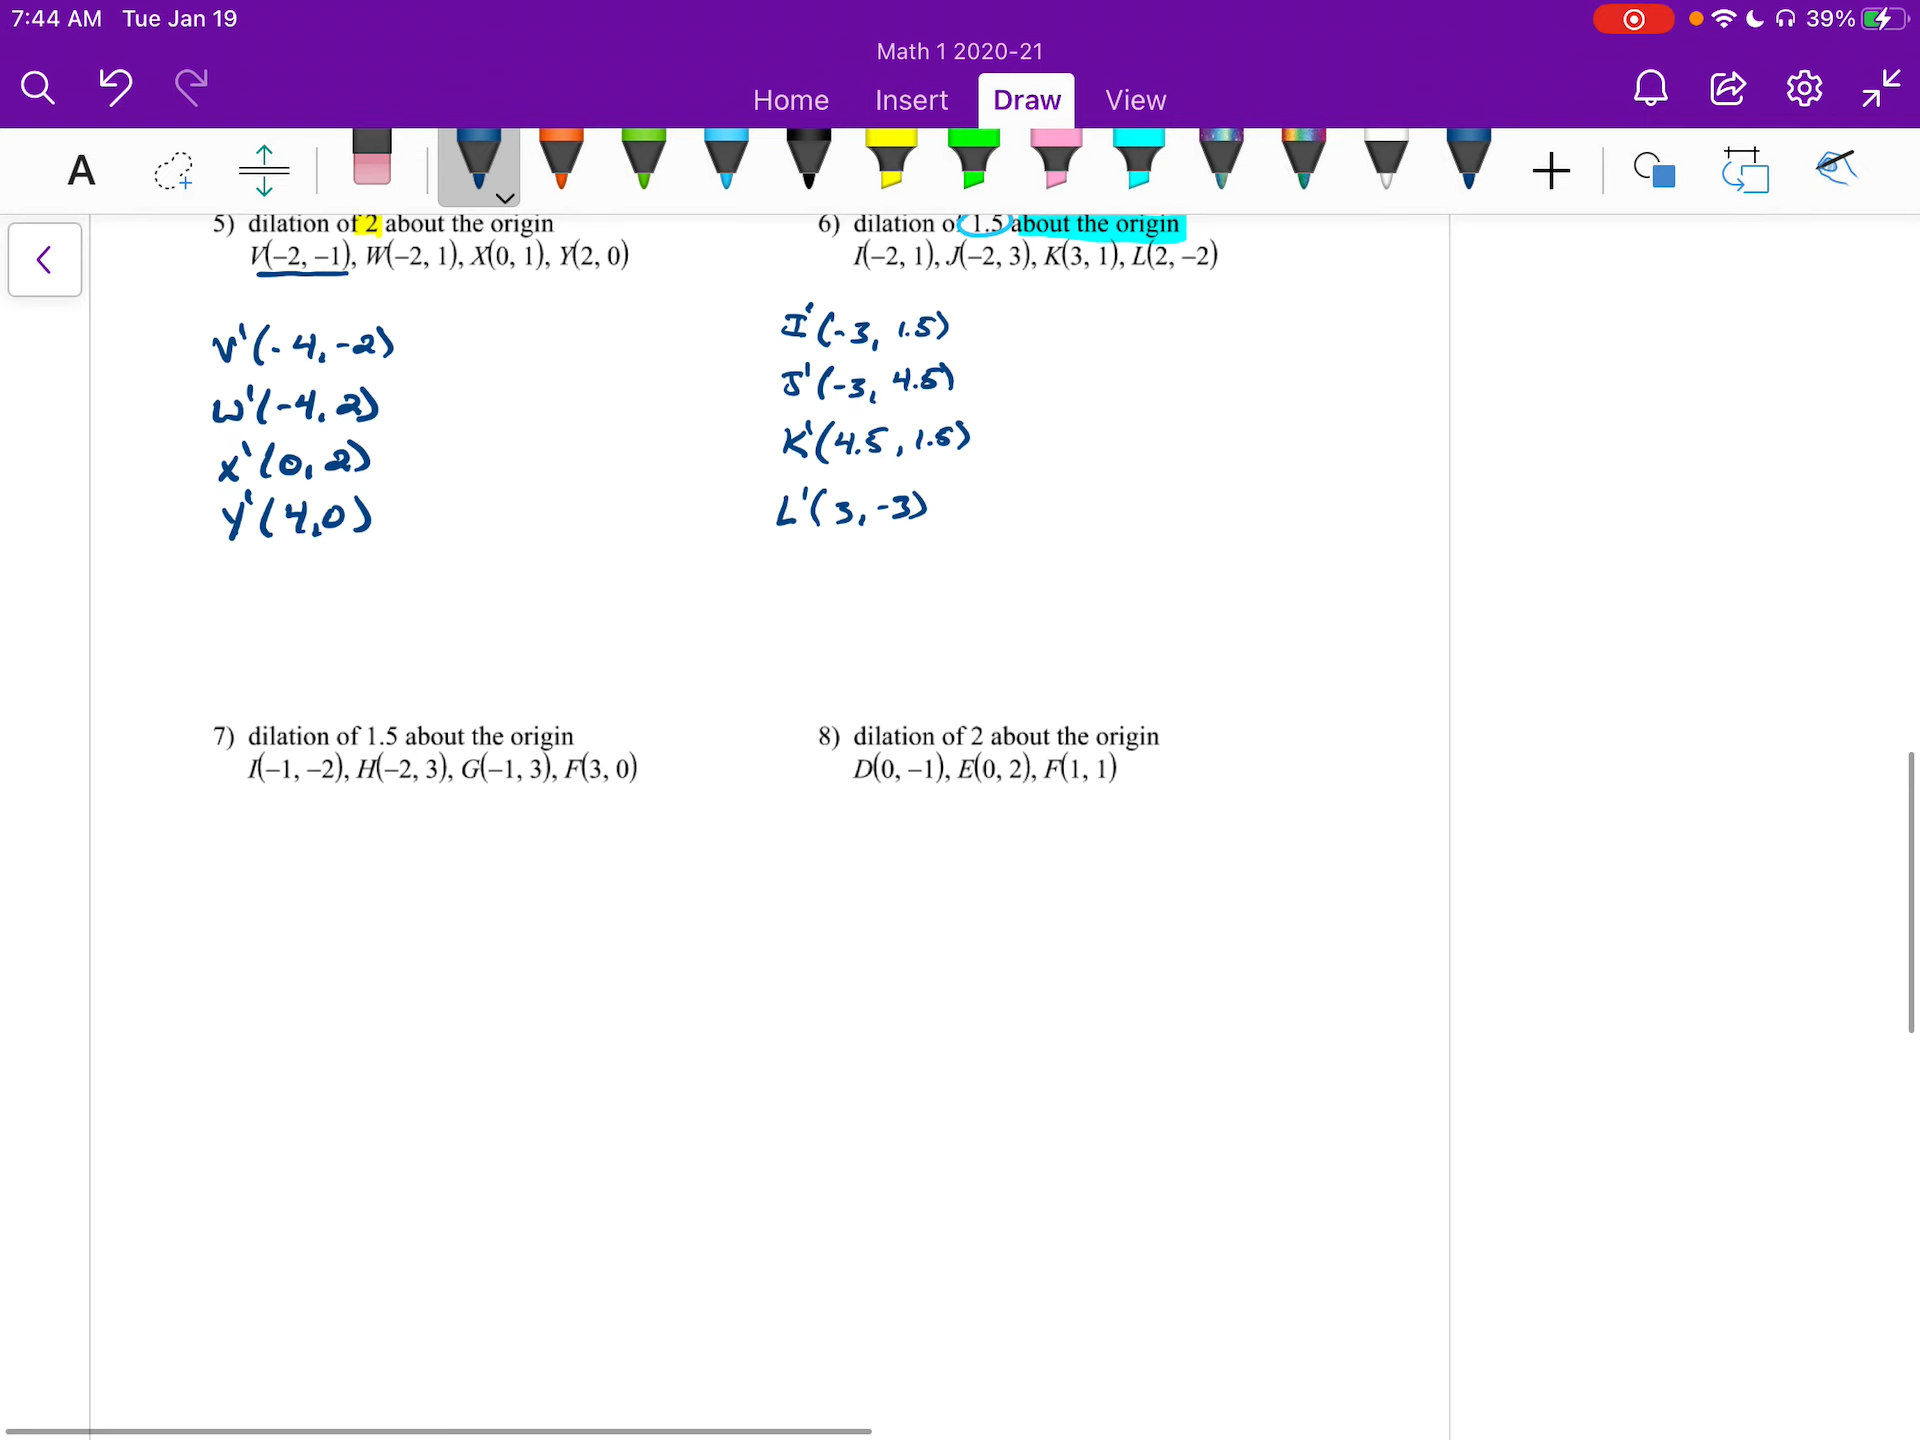 7:44 AM Tue Jan 19
39%
Math 1 2020-21
Home Insert Draw View
A
5) dilation of 2 about the origin
V(−2, −1), W(−2, 1), X(0, 1), Y(2, 0)
V'(-4, -2)
W'(-4, 2)
X'(0, 2)
Y'(4, 0)
6) dilation of 1.5 about the origin
I(−2, 1), J(−2, 3), K(3, 1), L(2, −2)
I'(-3, 1.5)
J'(-3, 4.5)
K'(4.5, 1.5)
L'(3, -3)
7) dilation of 1.5 about the origin
I(−1, −2), H(−2, 3), G(−1, 3), F(3, 0)
8) dilation of 2 about the origin
D(0, −1), E(0, 2), F(1, 1)